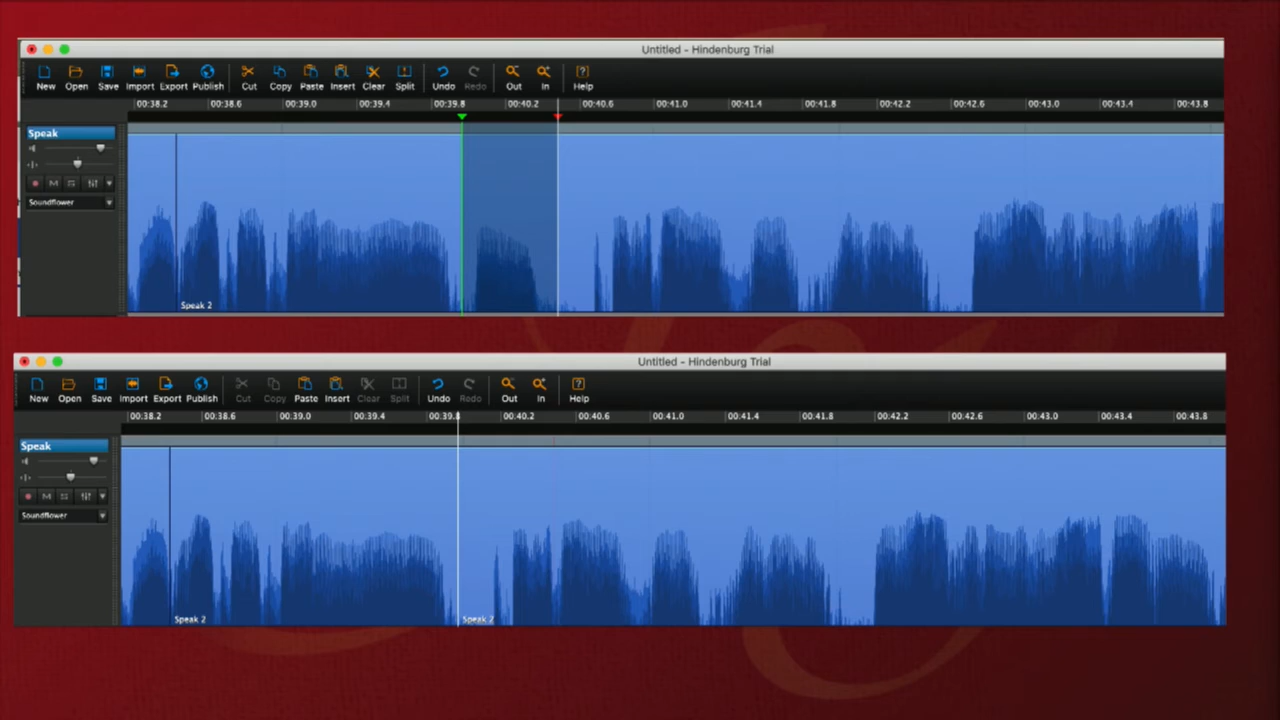 Untitled - Hindenburg Trial
New Open Save Import Export Publish Cut Copy Paste Insert Clear Split Undo Redo Out In Help
00:38.2 00:38.6 00:39.0 00:39.4 00:39.8 00:40.2 00:40.6 00:41.0 00:41.4 00:41.8 00:42.2 00:42.6 00:43.0 00:43.4 00:43.8
Speak
M
Soundflower
Speak 2
Untitled - Hindenburg Trial
New Open Save Import Export Publish Cut Copy Paste Insert Clear Split Undo Redo Out In Help
00:38.2 00:38.6 00:39.0 00:39.4 00:39.8 00:40.2 00:40.6 00:41.0 00:41.4 00:41.8 00:42.2 00:42.6 00:43.0 00:43.4 00:43.8
Speak
M
Soundflower
Speak 2 Speak 2